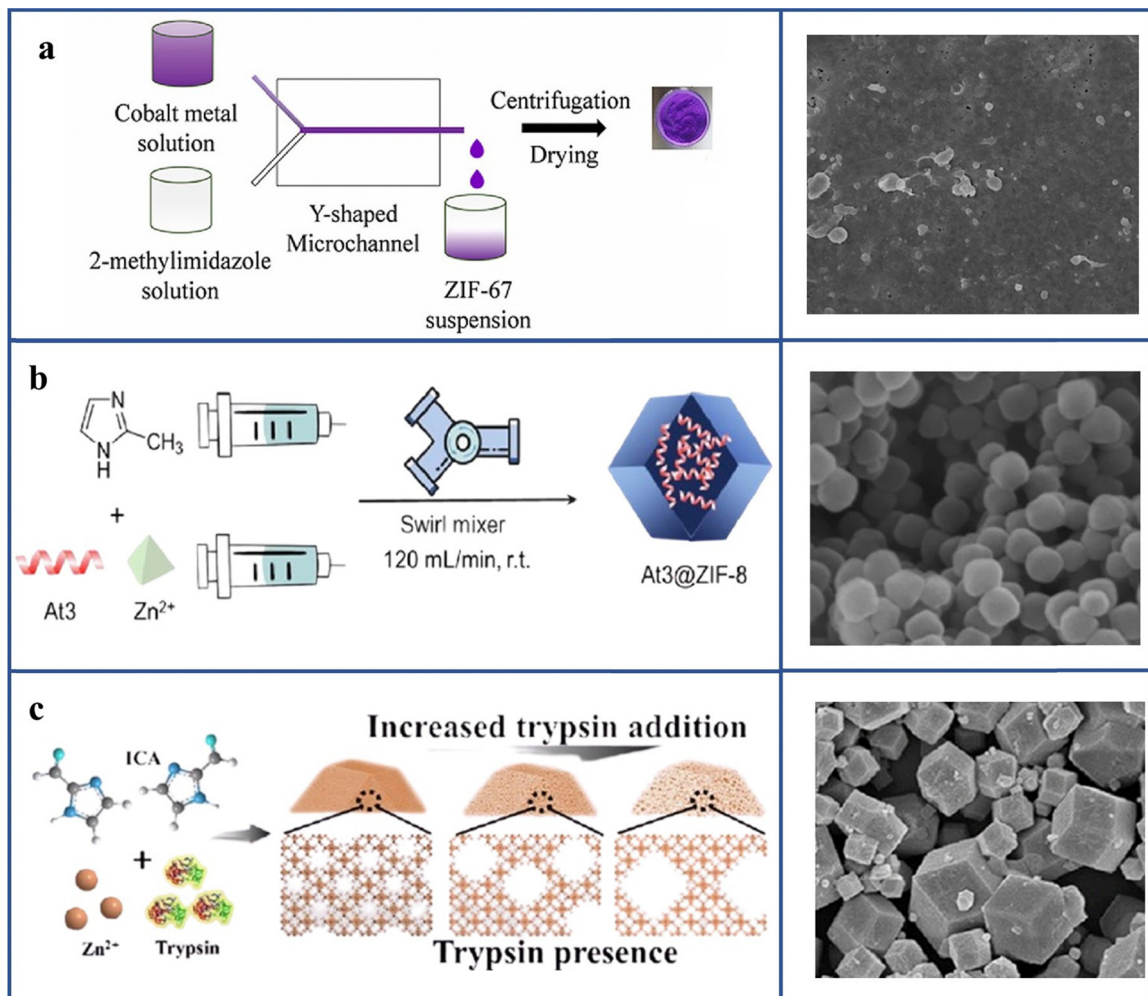 a
Cobalt metal
solution
2-methylimidazole
solution
Y-shaped
Microchannel
ZIF-67
suspension
Centrifugation
Drying
b
N
N
H
CH₃
+
At3
Zn²⁺
Swirl mixer
120 mL/min, r.t.
At3@ZIF-8
c
ICA
+
Zn²⁺
Trypsin
Increased trypsin addition
Trypsin presence